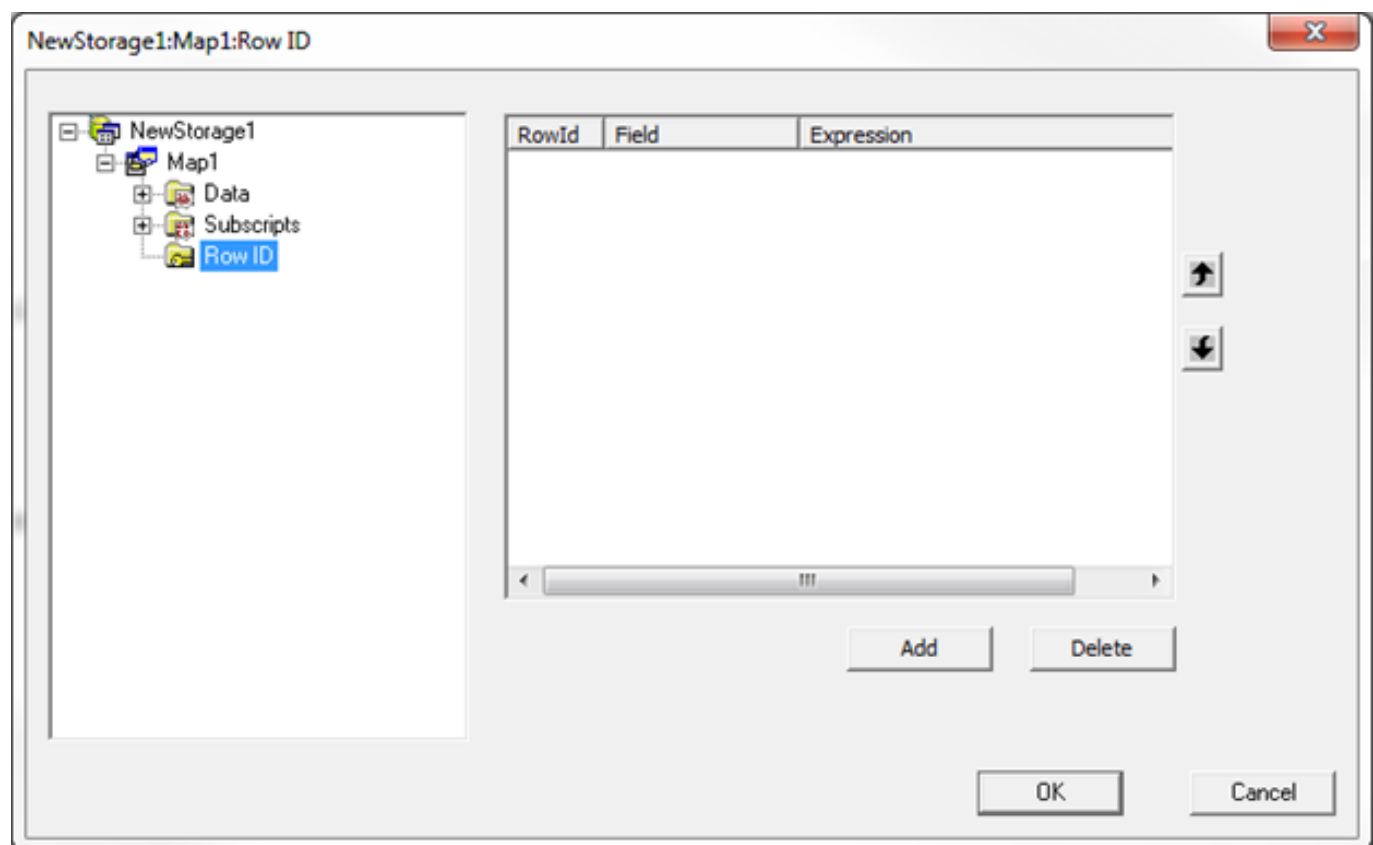 NewStorage1:Map1:Row ID
NewStorage1
Map1
Data
Subscripts
Row ID
RowId Field Expression
Add Delete
OK Cancel